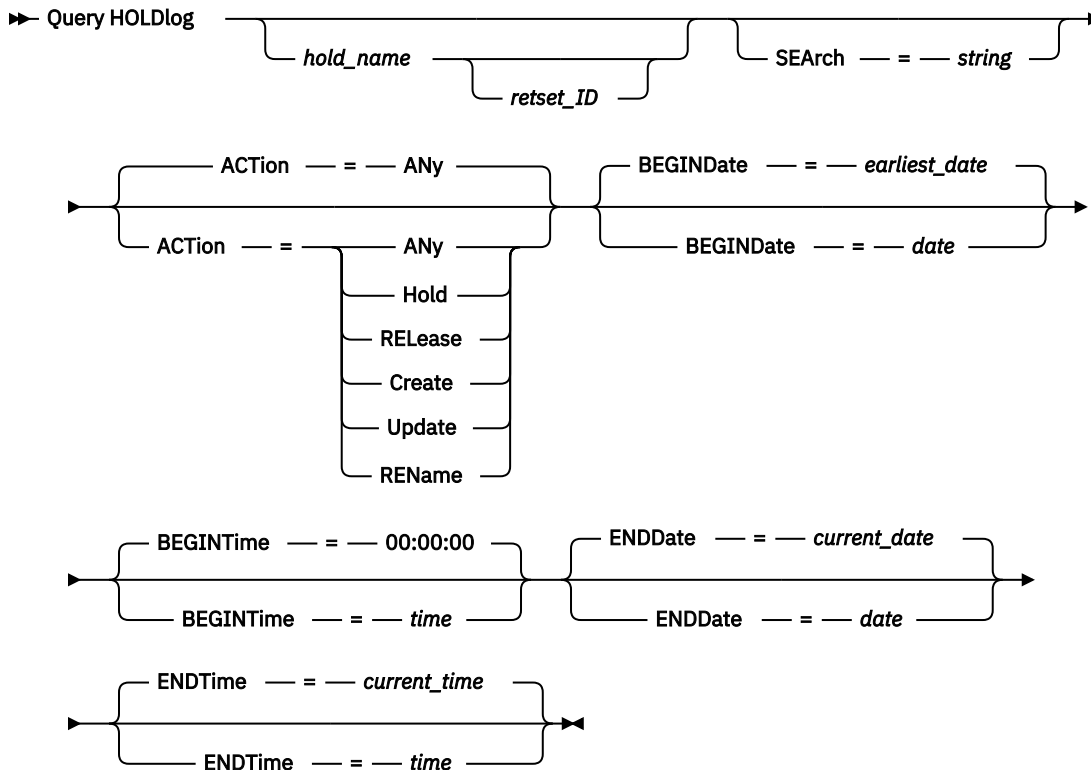 Query HOLDlog
hold_name
retset_ID
SEArch = string
ACTion = ANy
ACTion = ANy
Hold
RELease
Create
Update
REName
BEGINDate = earliest_date
BEGINDate = date
BEGINTime = 00:00:00
BEGINTime = time
ENDDate = current_date
ENDDate = date
ENDTime = current_time
ENDTime = time